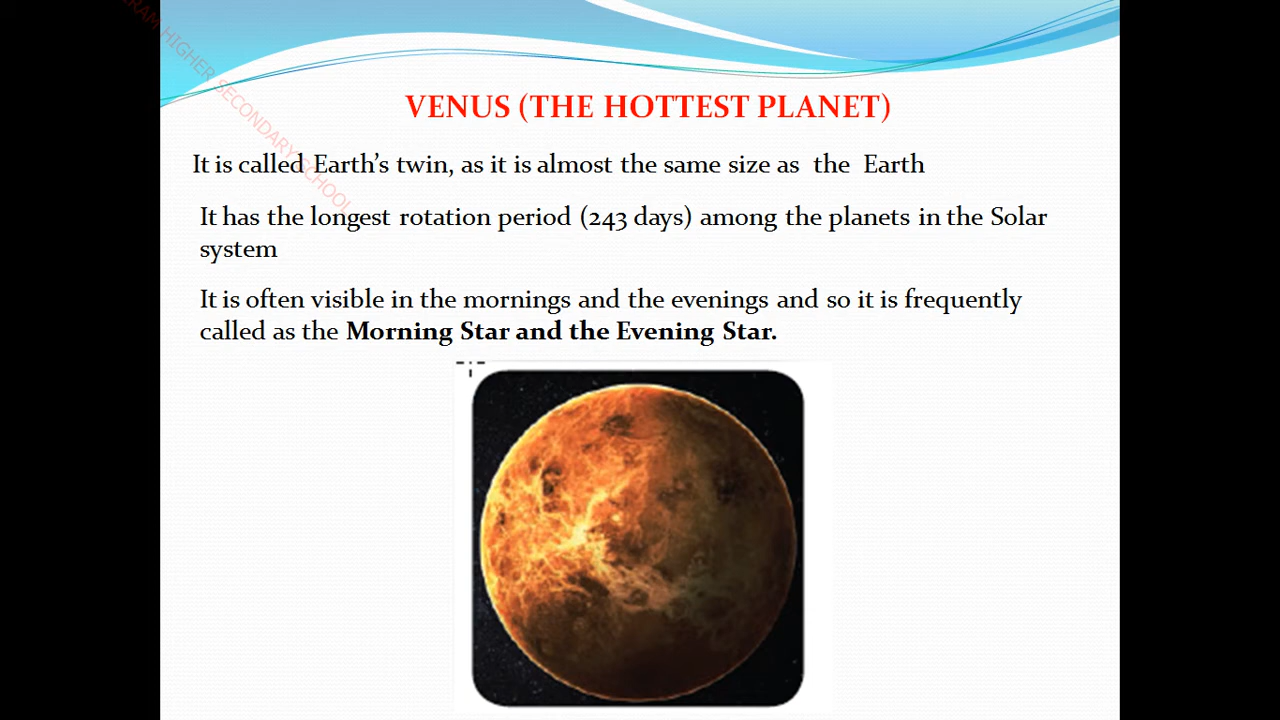 HIGHER SECONDARY SCHOOL
VENUS (THE HOTTEST PLANET)
It is called Earth's twin, as it is almost the same size as the Earth
It has the longest rotation period (243 days) among the planets in the Solar
system
It is often visible in the mornings and the evenings and so it is frequently
called as the Morning Star and the Evening Star.